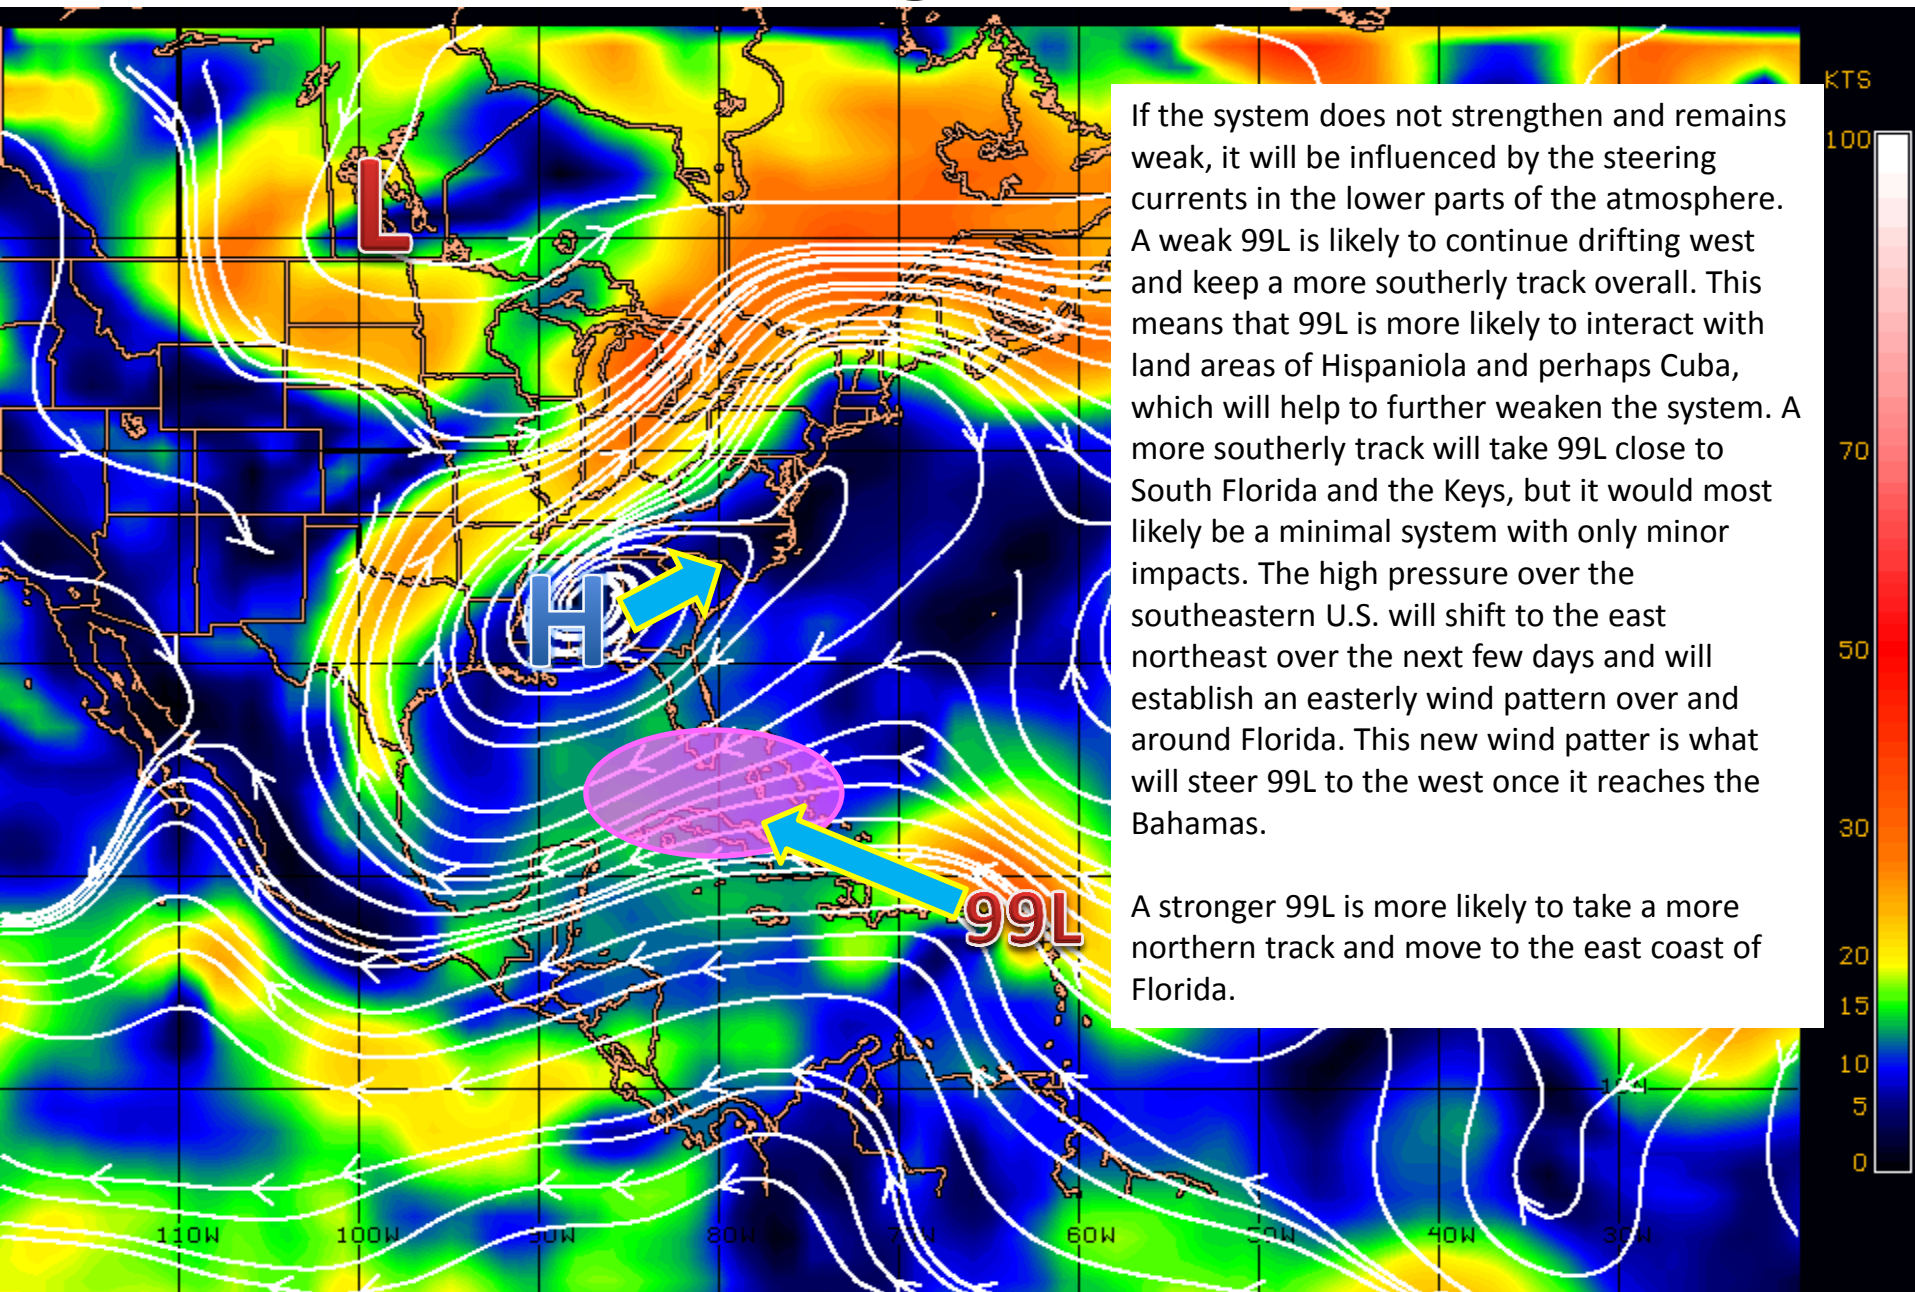 KTS
If the system does not strengthen and remains
weak, it will be influenced by the steering
currents in the lower parts of the atmosphere.
A weak 99L is likely to continue drifting west
and keep a more southerly track overall. This
means that 99L is more likely to interact with
land areas of Hispaniola and perhaps Cuba,
which will help to further weaken the system. A
more southerly track will take 99L close to
South Florida and the Keys, but it would most
likely be a minimal system with only minor
impacts. The high pressure over the
southeastern U.S. will shift to the east
northeast over the next few days and will
establish an easterly wind pattern over and
around Florida. This new wind patter is what
will steer 99L to the west once it reaches the
Bahamas.
A stronger 99L is more likely to take a more
northern track and move to the east coast of
Florida.
100
70
50
30
20
15
10
5
0
L
H
99L
10N
110W
100W
90W
80W
70W
60W
50W
40W
30W